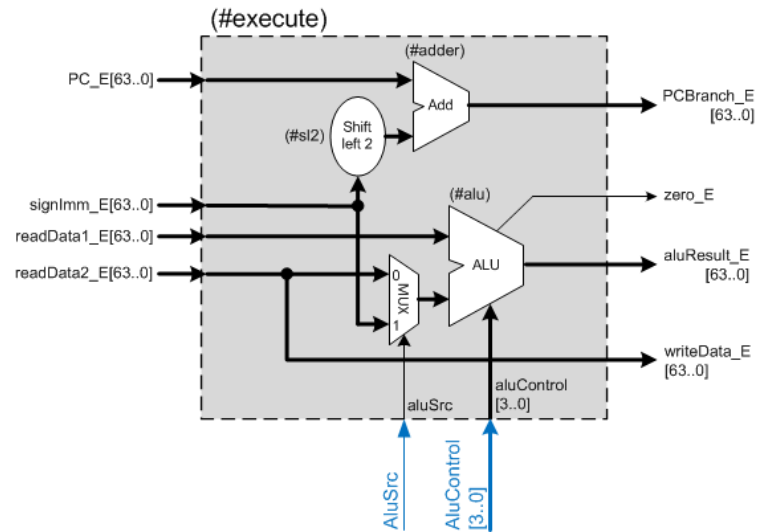 (#execute)
(#adder)
PC_E[63..0]
Add
PCBranch_E
[63..0]
(#sl2)
Shift
left 2
signImm_E[63..0]
(#alu)
zero_E
readData1_E[63..0]
ALU
aluResult_E
[63..0]
readData2_E[63..0]
0
MUX
1
writeData_E
[63..0]
aluSrc
aluControl
[3..0]
AluSrc
AluControl
[3..0]